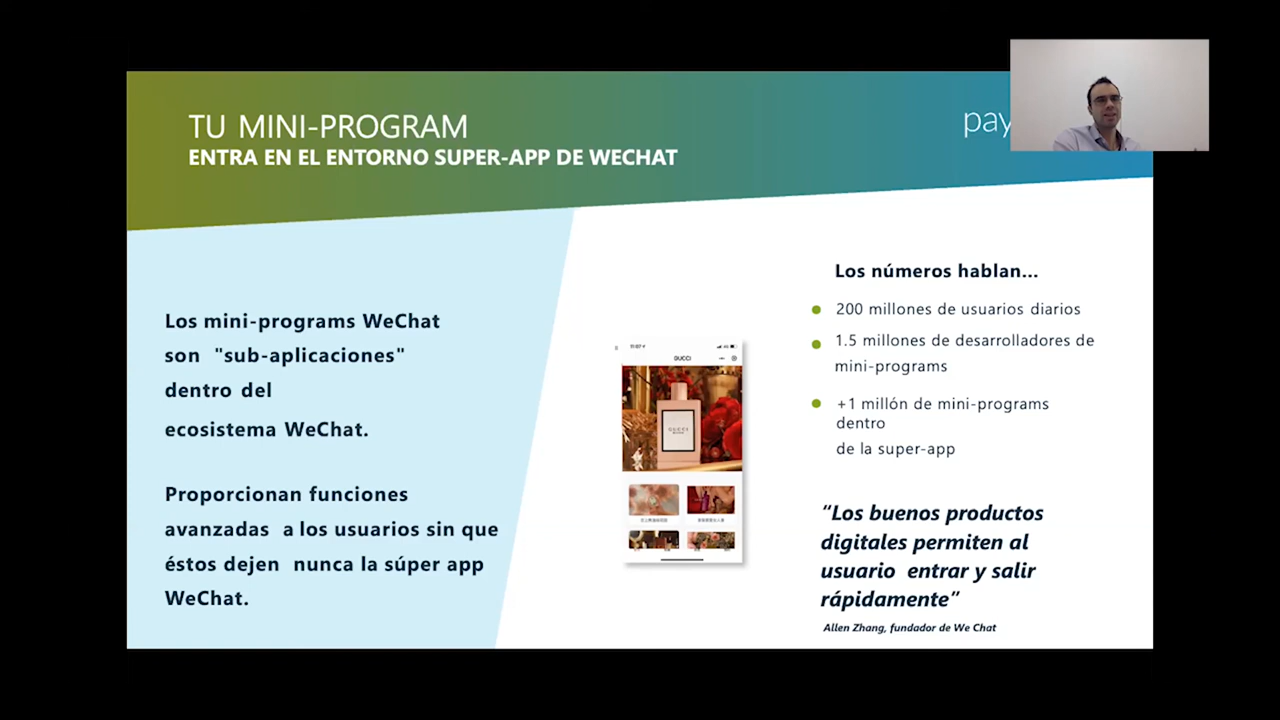 TU MINI-PROGRAM
ENTRA EN EL ENTORNO SUPER-APP DE WECHAT
pay
Los mini-programs WeChat
son "sub-aplicaciones"
dentro del
ecosistema WeChat.
Proporcionan funciones
avanzadas a los usuarios sin que
éstos dejen nunca la súper app
WeChat.
11:07
4G
GUCCI
GUCCI
Los números hablan...
200 millones de usuarios diarios
1.5 millones de desarrolladores de
mini-programs
+1 millón de mini-programs
dentro
de la super-app
“Los buenos productos
digitales permiten al
usuario entrar y salir
rápidamente”
Allen Zhang, fundador de We Chat